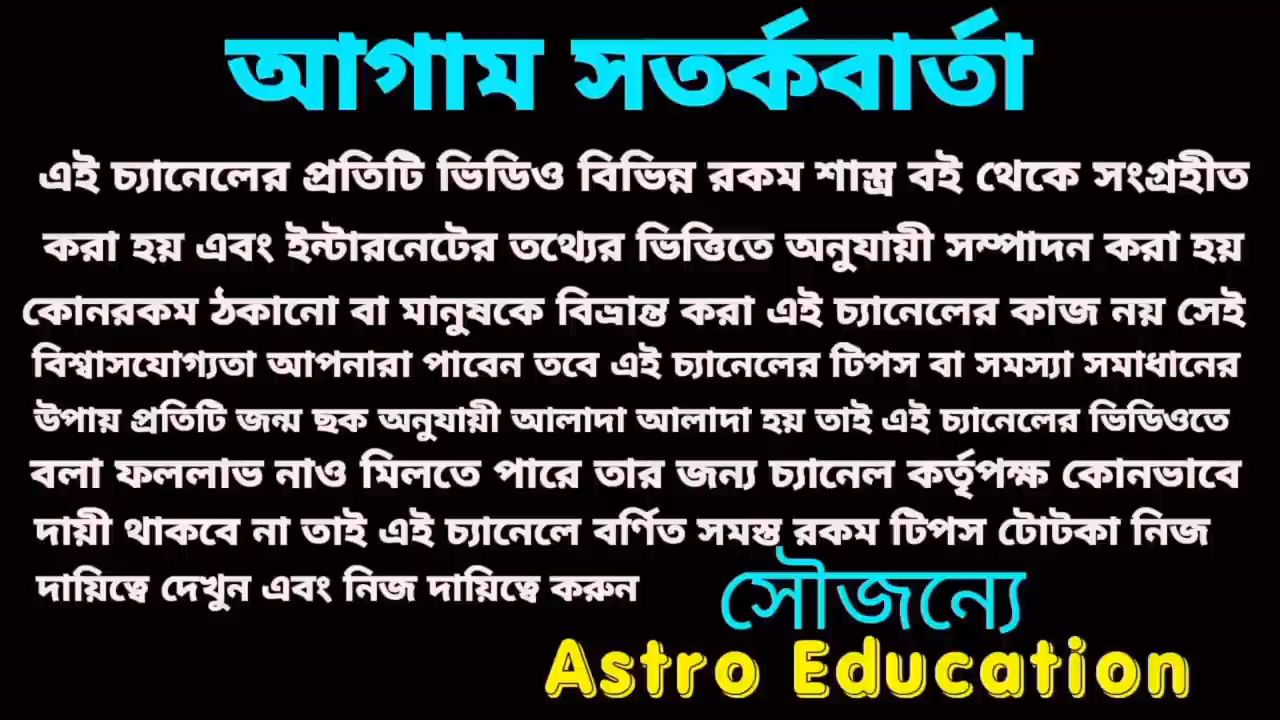 আগাম সতর্কবার্তা
এই চ্যানেলের প্রতিটি ভিডিও বিভিন্ন রকম শাস্ত্র বই থেকে সংগ্রহীত
করা হয় এবং ইন্টারনেটের তথ্যের ভিত্তিতে অনুযায়ী সম্পাদন করা হয়
কোনরকম ঠকানো বা মানুষকে বিভ্রান্ত করা এই চ্যানেলের কাজ নয় সেই
বিশ্বাসযোগ্যতা আপনারা পাবেন তবে এই চ্যানেলের টিপস বা সমস্যা সমাধানের
উপায় প্রতিটি জন্ম ছক অনুযায়ী আলাদা আলাদা হয় তাই এই চ্যানেলের ভিডিওতে
বলা ফললাভ নাও মিলতে পারে তার জন্য চ্যানেল কর্তৃপক্ষ কোনভাবে
দায়ী থাকবে না তাই এই চ্যানেলে বর্ণিত সমস্ত রকম টিপস টোটকা নিজ
দায়িত্বে দেখুন এবং নিজ দায়িত্বে করুন
সৌজন্যে
Astro Education